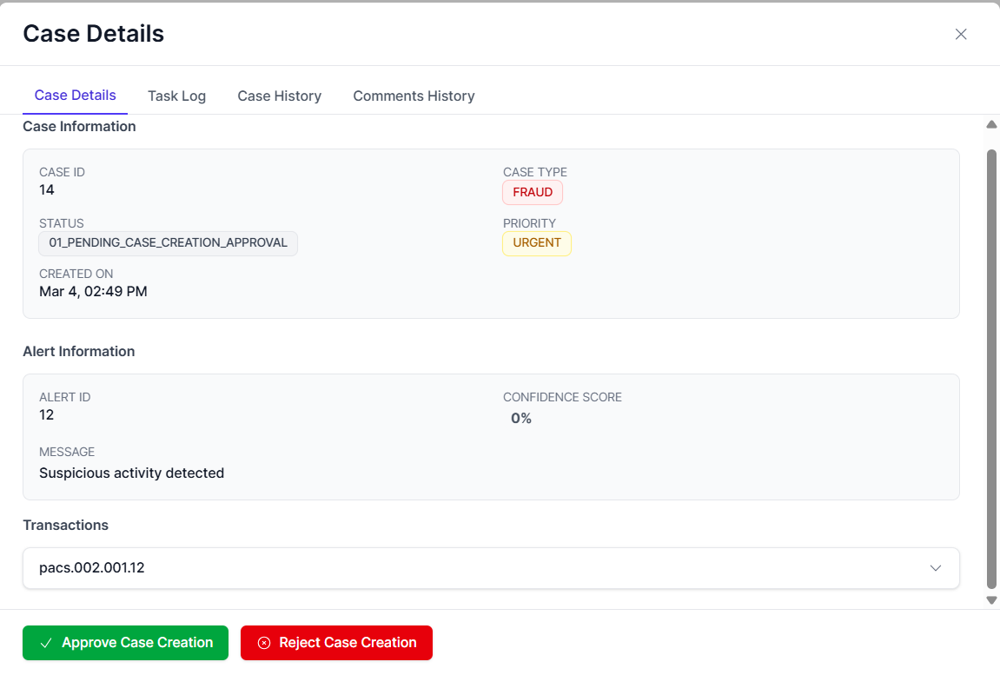 Case Details
Case Details Task Log Case History Comments History
Case Information
CASE ID CASE TYPE
14 FRAUD
STATUS PRIORITY
01_PENDING_CASE_CREATION_APPROVAL URGENT
CREATED ON
Mar 4, 02:49 PM
Alert Information
ALERT ID CONFIDENCE SCORE
12 0%
MESSAGE
Suspicious activity detected
Transactions
pacs.002.001.12
Approve Case Creation Reject Case Creation